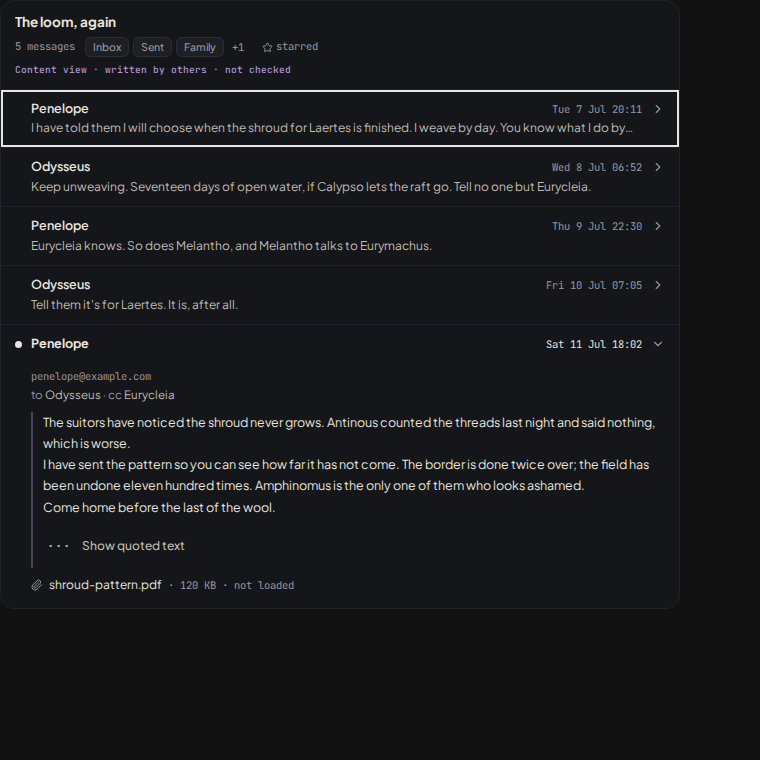 The loom, again
5 messages Inbox Sent Family +1 starred
Content view · written by others · not checked
Penelope Tue 7 Jul 20:11
I have told them I will choose when the shroud for Laertes is finished. I weave by day. You know what I do by…
Odysseus Wed 8 Jul 06:52
Keep unweaving. Seventeen days of open water, if Calypso lets the raft go. Tell no one but Eurycleia.
Penelope Thu 9 Jul 22:30
Eurycleia knows. So does Melantho, and Melantho talks to Eurymachus.
Odysseus Fri 10 Jul 07:05
Tell them it's for Laertes. It is, after all.
Penelope Sat 11 Jul 18:02
penelope@example.com
to Odysseus · cc Eurycleia
The suitors have noticed the shroud never grows. Antinous counted the threads last night and said nothing,
which is worse.
I have sent the pattern so you can see how far it has not come. The border is done twice over; the field has
been undone eleven hundred times. Amphinomus is the only one of them who looks ashamed.
Come home before the last of the wool.
··· Show quoted text
shroud-pattern.pdf · 120 KB · not loaded